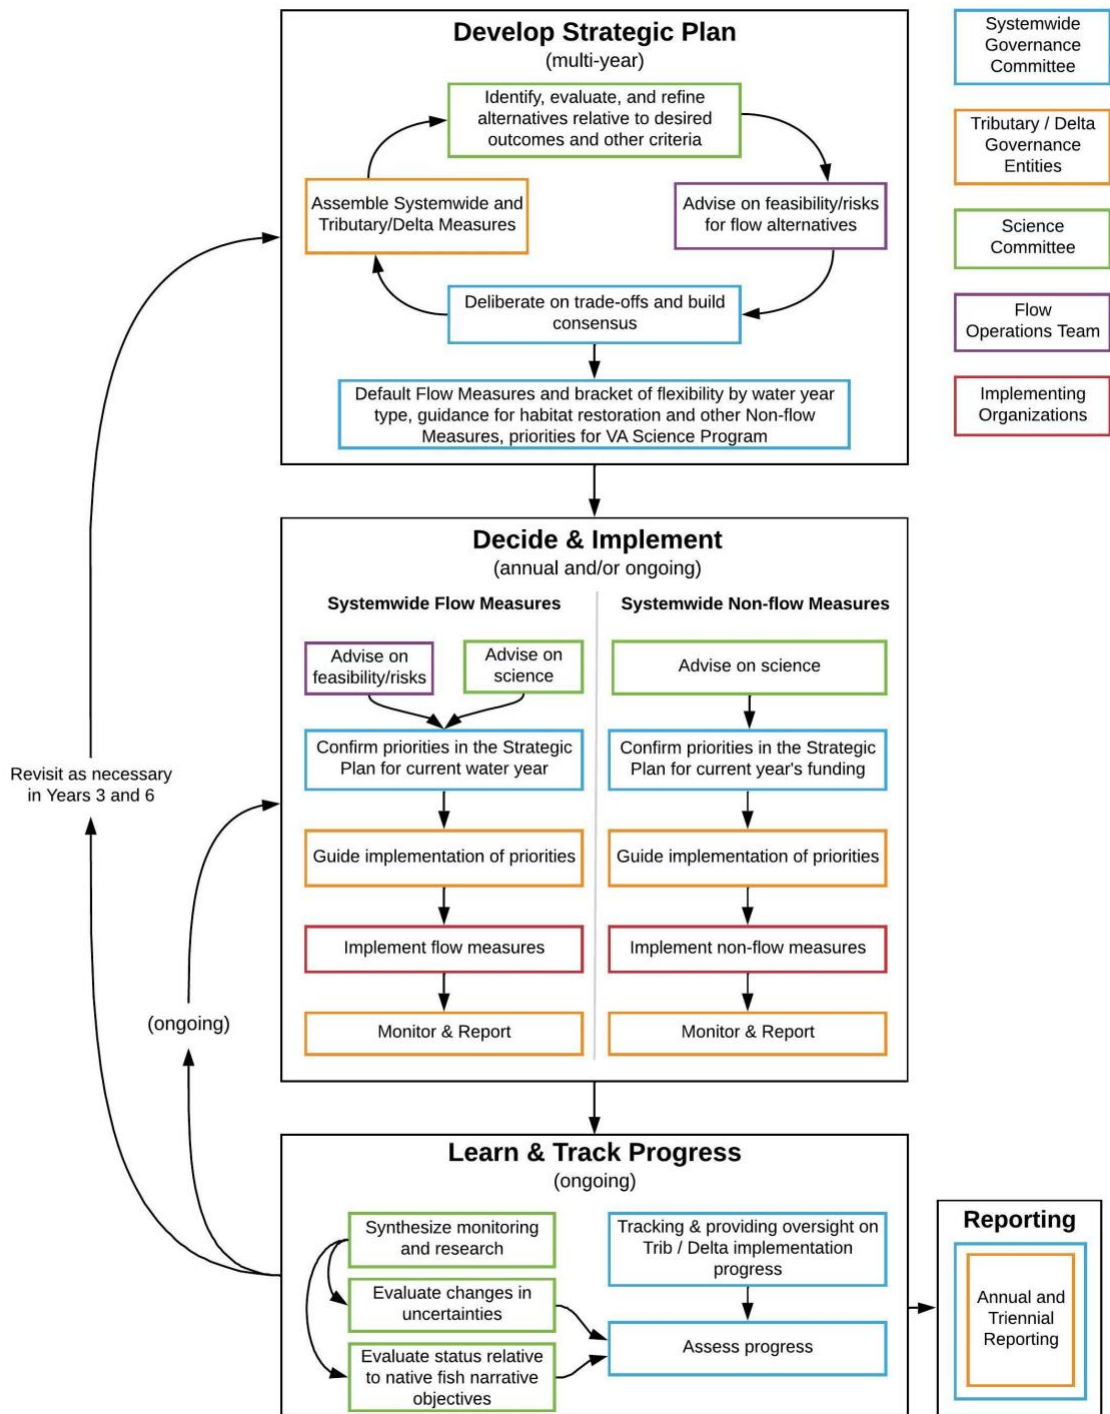 Develop Strategic Plan
(multi-year)
Identify, evaluate, and refine
alternatives relative to desired
outcomes and other criteria
Assemble Systemwide and
Tributary/Delta Measures
Advise on feasibility/risks
for flow alternatives
Deliberate on trade-offs and build
consensus
Default Flow Measures and bracket of flexibility by water year
type, guidance for habitat restoration and other Non-flow
Measures, priorities for VA Science Program
Systemwide
Governance
Committee
Tributary / Delta
Governance
Entities
Science
Committee
Flow
Operations Team
Implementing
Organizations
Decide & Implement
(annual and/or ongoing)
Systemwide Flow Measures
Advise on
feasibility/risks
Advise on
science
Confirm priorities in the Strategic
Plan for current water year
Guide implementation of priorities
Implement flow measures
Monitor & Report
Systemwide Non-flow Measures
Advise on science
Confirm priorities in the Strategic
Plan for current year's funding
Guide implementation of priorities
Implement non-flow measures
Monitor & Report
Revisit as necessary
in Years 3 and 6
(ongoing)
Learn & Track Progress
(ongoing)
Synthesize monitoring
and research
Evaluate changes in
uncertainties
Evaluate status relative
to native fish narrative
objectives
Tracking & providing oversight on
Trib / Delta implementation
progress
Assess progress
Reporting
Annual and
Triennial
Reporting